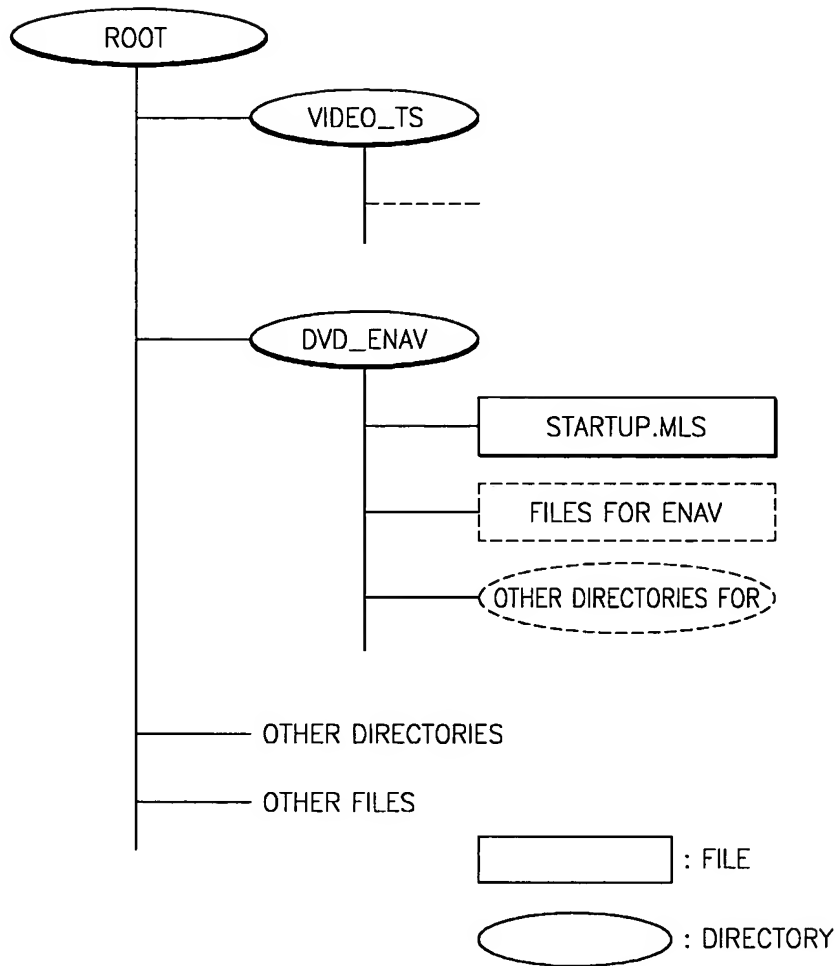 ROOT
VIDEO_TS
DVD_ENAV
STARTUP.MLS
FILES FOR ENAV
OTHER DIRECTORIES FOR
OTHER DIRECTORIES
OTHER FILES
: FILE
: DIRECTORY